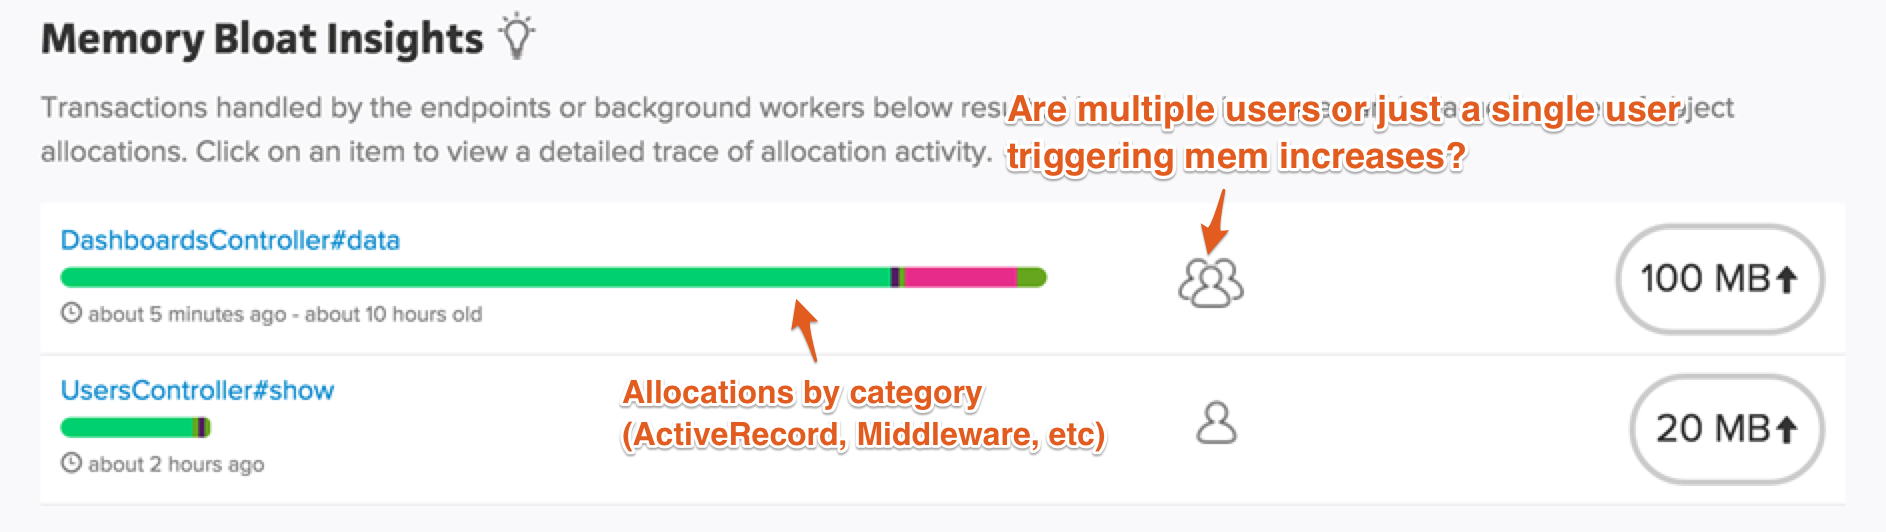 Memory Bloat Insights
Transactions handled by the endpoints or background workers below
Are multiple users or just a single user
allocations. Click on an item to view a detailed trace of allocation activity.
triggering mem increases?
DashboardsController#data
about 5 minutes ago - about 10 hours old
100 MB
Allocations by category
(ActiveRecord, Middleware, etc)
UsersController#show
about 2 hours ago
20 MB